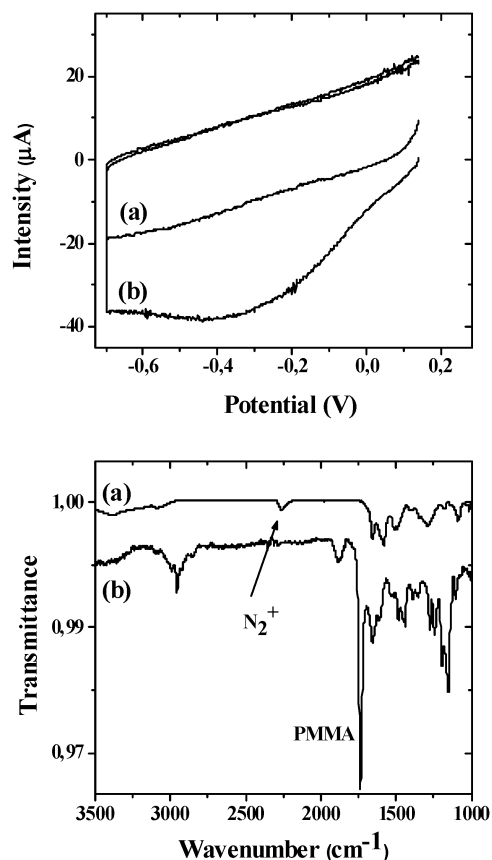 20
0
-20
-40
Intensity (µA)
(a)
(b)
-0,6 -0,4 -0,2 0,0 0,2
Potential (V)
1,00
0,99
0,97
Transmittance
(a)
(b)
N₂⁺
PMMA
3500 3000 2500 2000 1500 1000
Wavenumber (cm⁻¹)